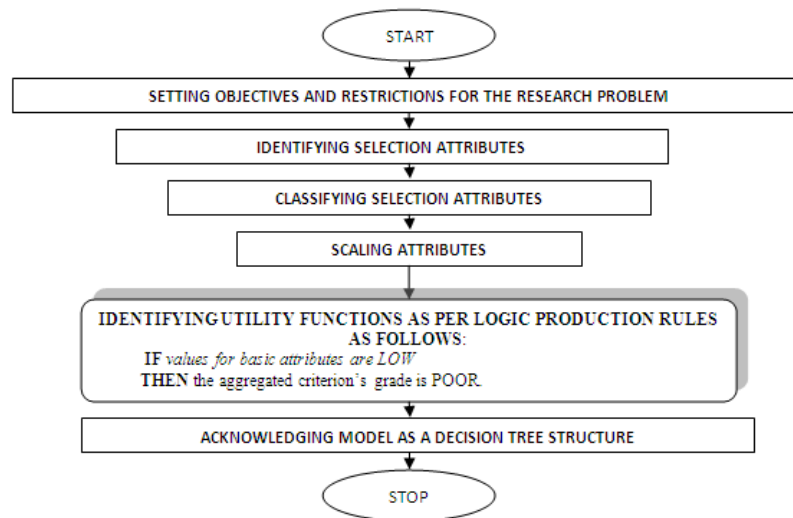 START
SETTING OBJECTIVES AND RESTRICTIONS FOR THE RESEARCH PROBLEM
IDENTIFYING SELECTION ATTRIBUTES
CLASSIFYING SELECTION ATTRIBUTES
SCALING ATTRIBUTES
IDENTIFYING UTILITY FUNCTIONS AS PER LOGIC PRODUCTION RULES
AS FOLLOWS:
IF values for basic attributes are LOW
THEN the aggregated criterion's grade is POOR.
ACKNOWLEDGING MODEL AS A DECISION TREE STRUCTURE
STOP